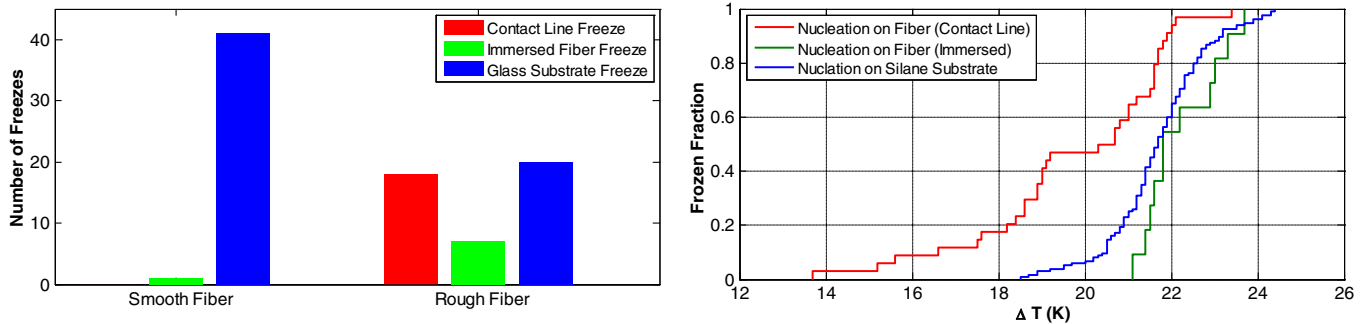 40
20
0
Number of Freezes
Contact Line Freeze
Immersed Fiber Freeze
Glass Substrate Freeze
Smooth Fiber
Rough Fiber
1
0.8
0.6
0.4
0.2
0
Frozen Fraction
Nucleation on Fiber (Contact Line)
Nucleation on Fiber (Immersed)
Nuclation on Silane Substrate
12 14 16 18 20 22 24 26
Δ T (K)